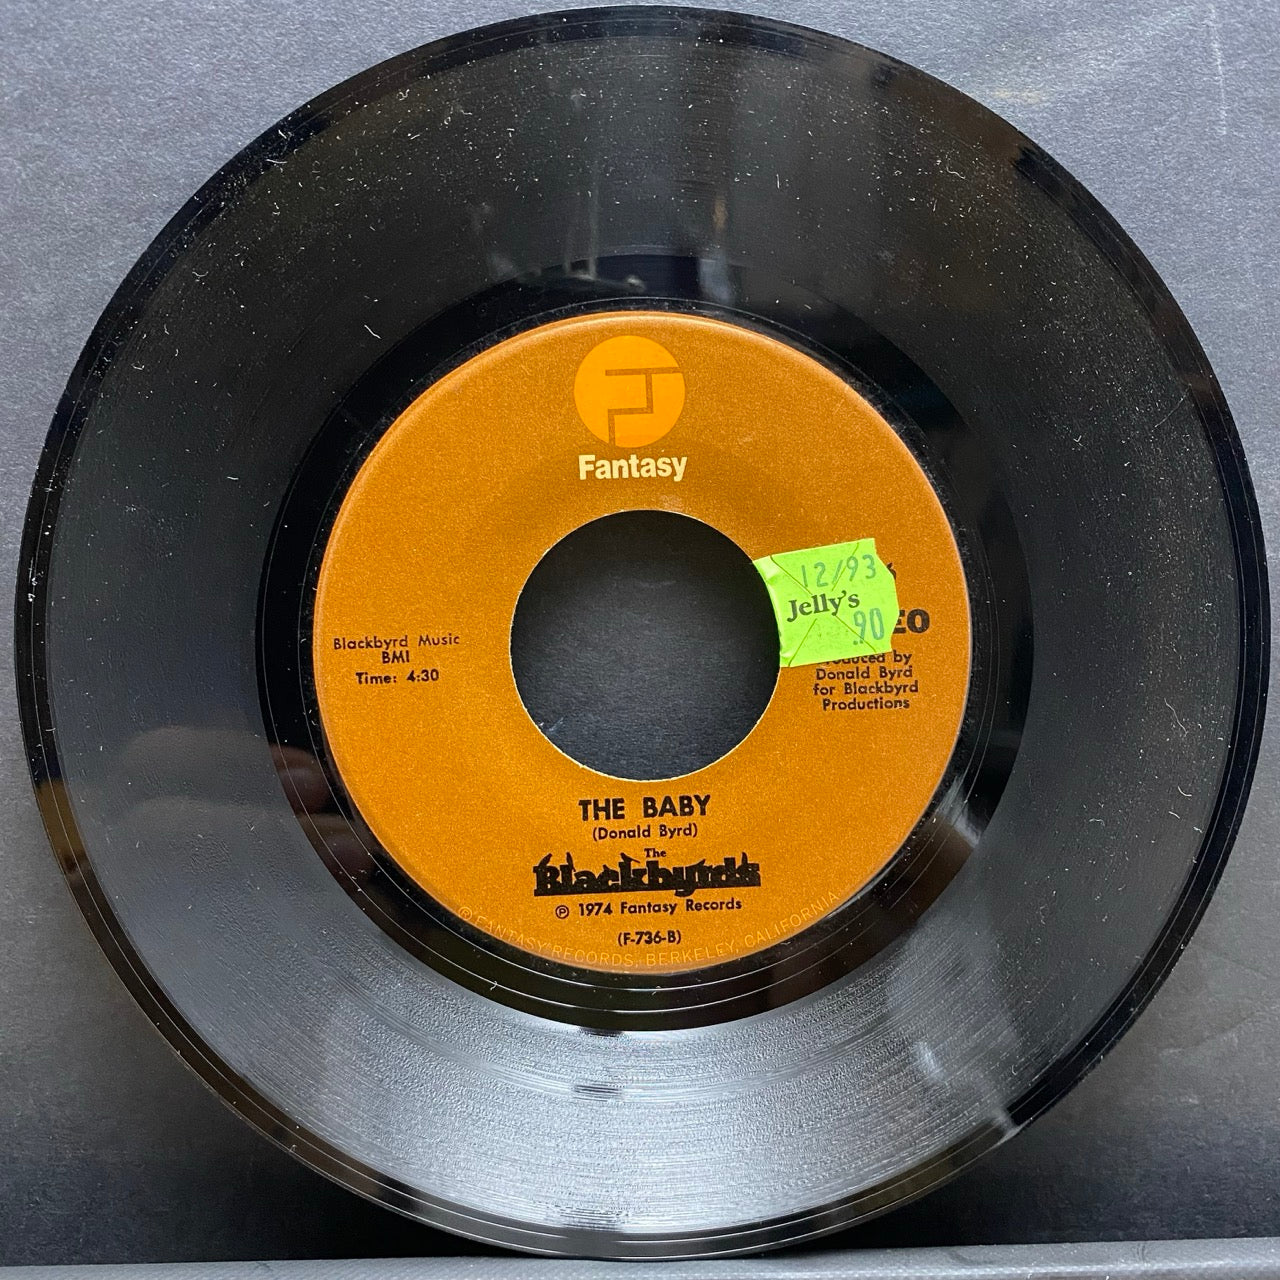 Fantasy
12/93
Jelly's
.90
EO
Blackbyrd Music
BMI
Time: 4:30
Produced by
Donald Byrd
for Blackbyrd
Productions
THE BABY
(Donald Byrd)
The
Blackbyrds
℗ 1974 Fantasy Records
(F-736-B)
© FANTASY RECORDS, BERKELEY, CALIFORNIA